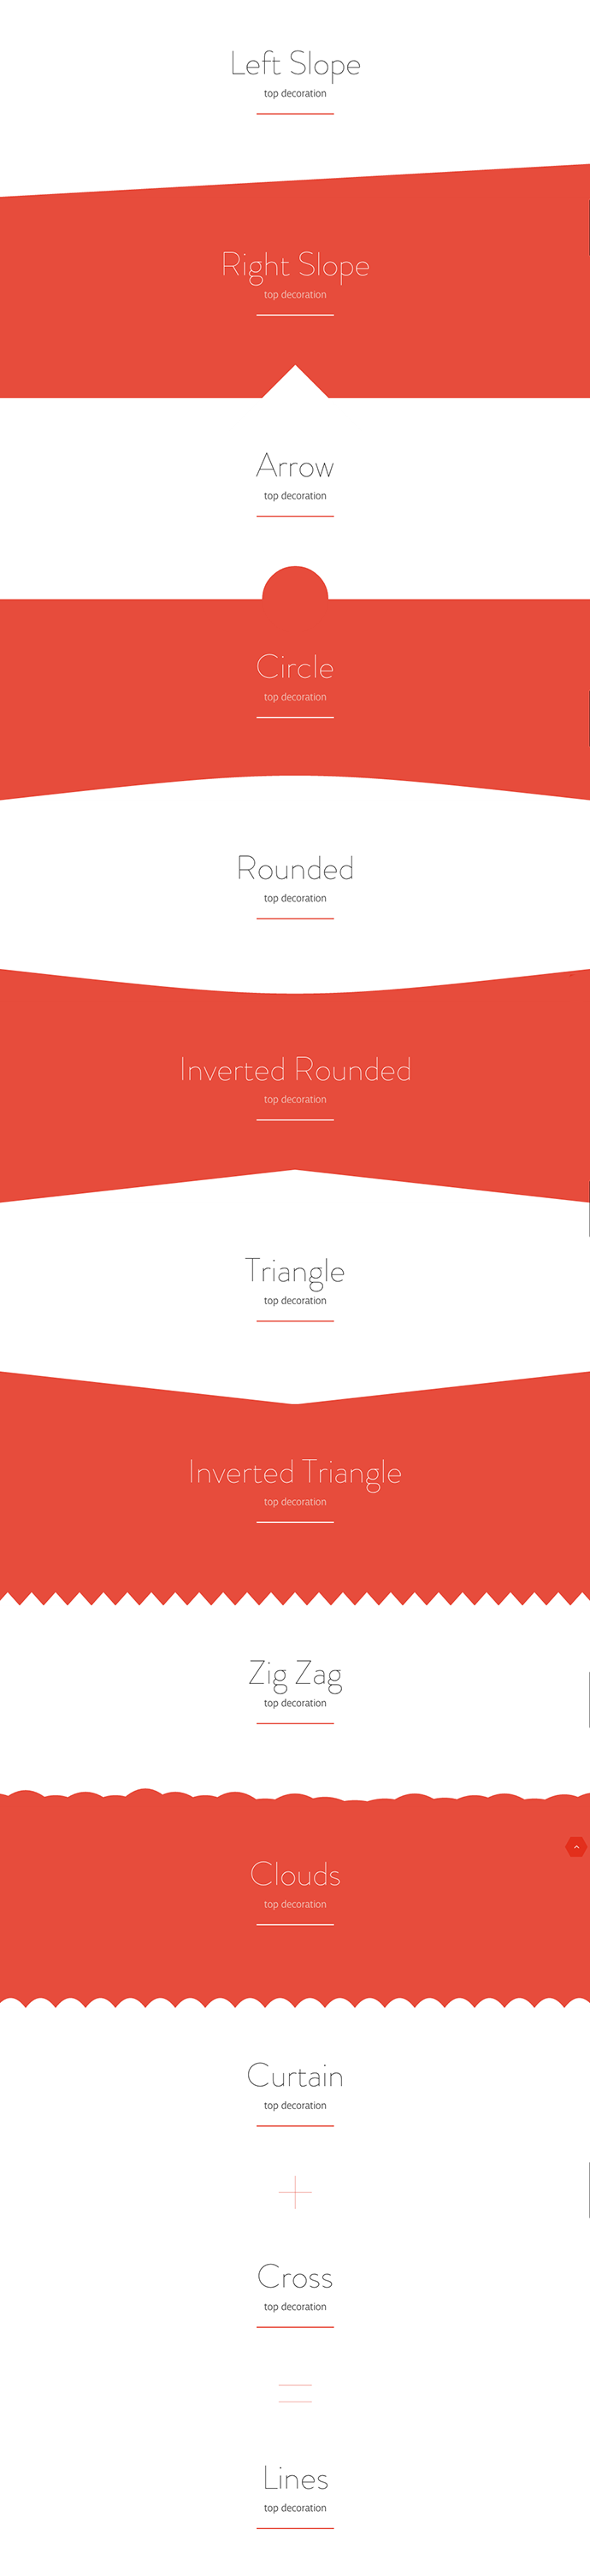 Left Slope
top decoration
Right Slope
top decoration
Arrow
top decoration
Circle
top decoration
Rounded
top decoration
Inverted Rounded
top decoration
Triangle
top decoration
Inverted Triangle
top decoration
Zig Zag
top decoration
Clouds
top decoration
Curtain
top decoration
Cross
top decoration
Lines
top decoration